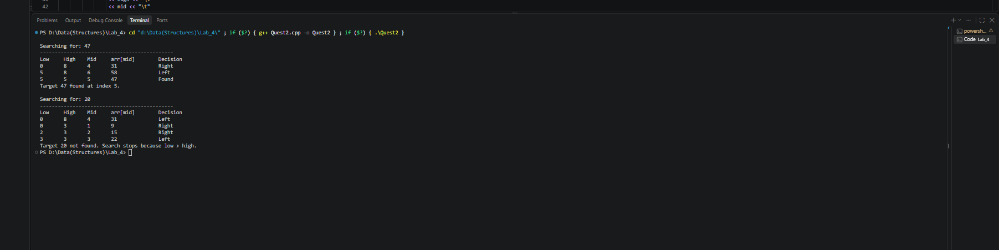 42 << mid << "\t"
Problems Output Debug Console Terminal Ports
PS D:\Data(Structures)\Lab_4> cd "d:\Data(Structures)\Lab_4\" ; if ($?) { g++ Quest2.cpp -o Quest2 } ; if ($?) { .\Quest2 }
powersh...
Code Lab_4
Searching for: 47
---------------------------------------------
Low High Mid arr[mid] Decision
0 8 4 31 Right
5 8 6 58 Left
5 5 5 47 Found
Target 47 found at index 5.
Searching for: 20
---------------------------------------------
Low High Mid arr[mid] Decision
0 8 4 31 Left
0 3 1 9 Right
2 3 2 15 Right
3 3 3 22 Left
Target 20 not found. Search stops because low > high.
PS D:\Data(Structures)\Lab_4>